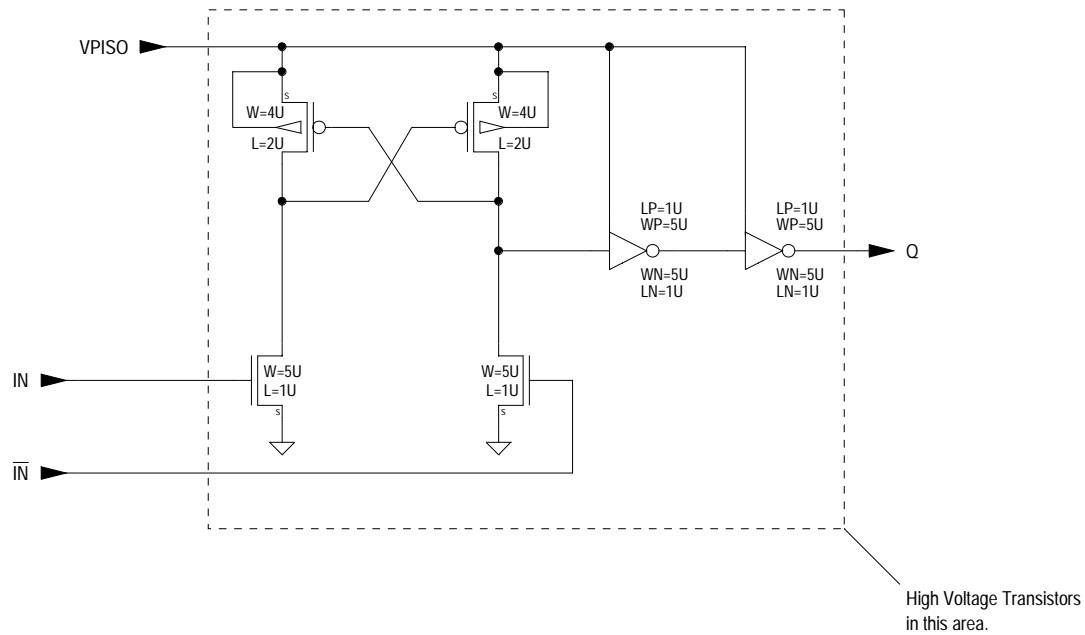 VPISO
s
W=4U
L=2U
s
W=4U
L=2U
LP=1U
WP=5U
WN=5U
LN=1U
LP=1U
WP=5U
WN=5U
LN=1U
Q
IN
W=5U
L=1U
s
W=5U
L=1U
s
I̅N̅
High Voltage Transistors
in this area.